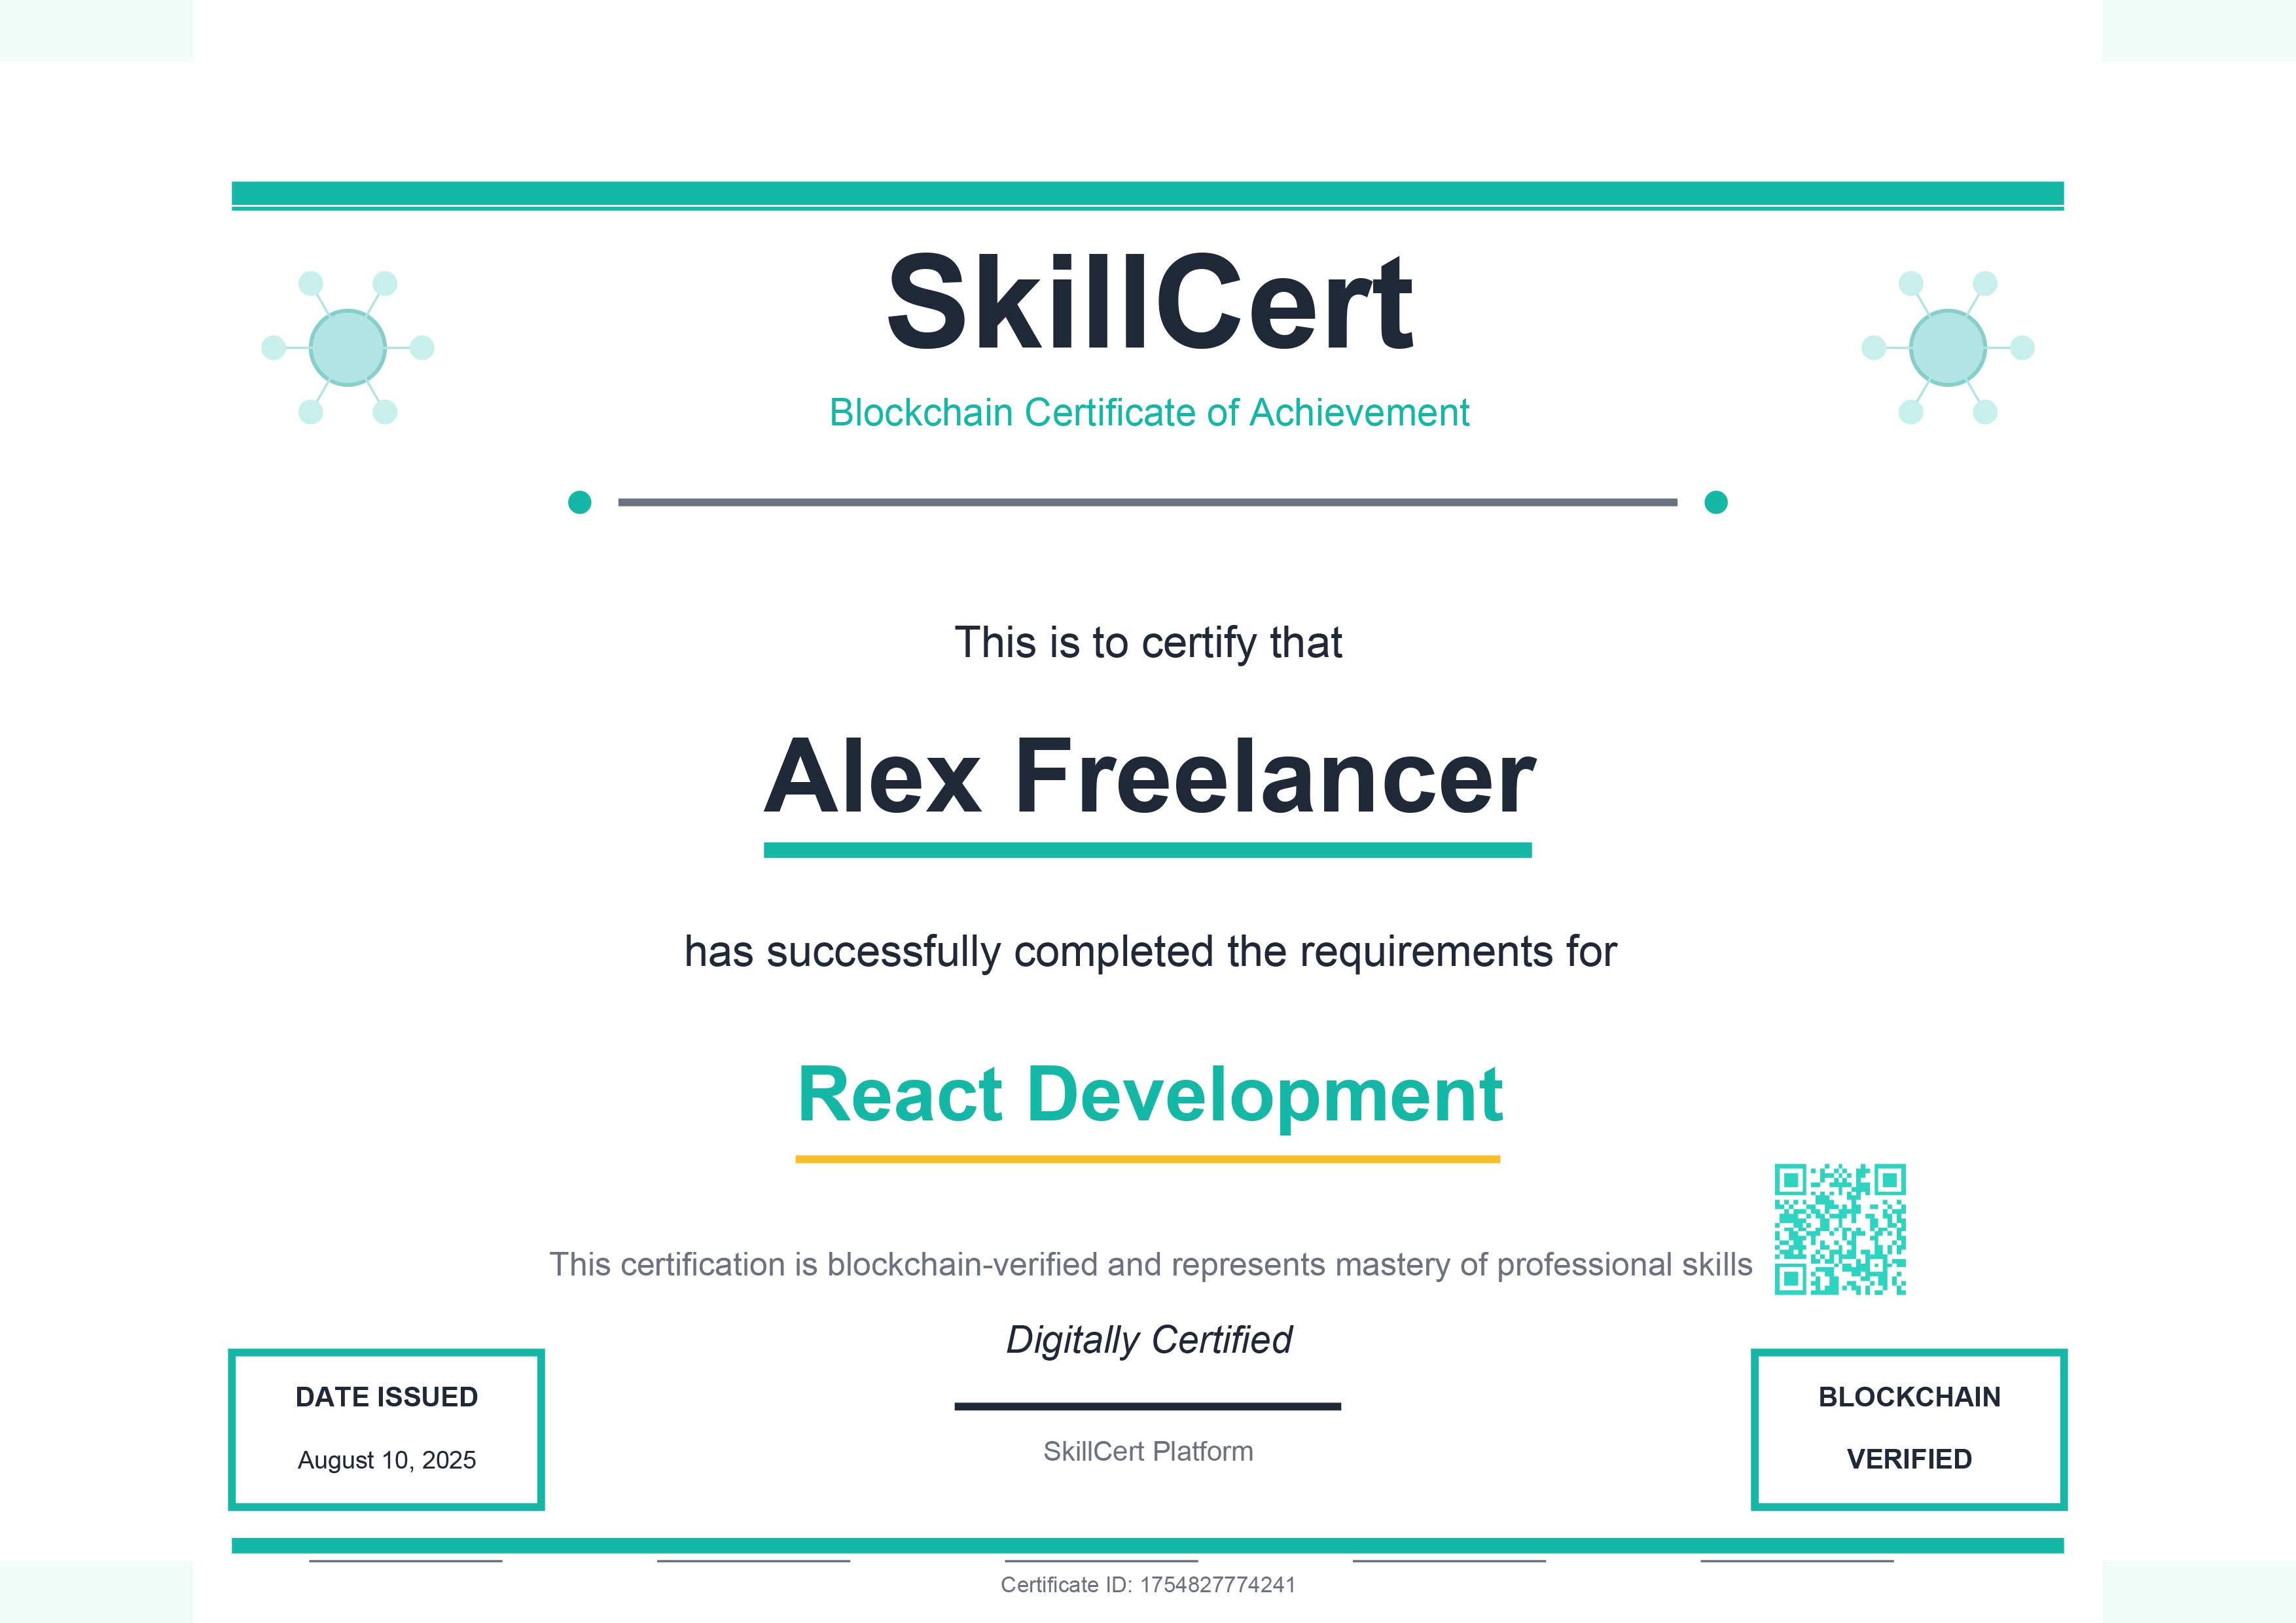 SkillCert
Blockchain Certificate of Achievement
This is to certify that
Alex Freelancer
has successfully completed the requirements for
React Development
This certification is blockchain-verified and represents mastery of professional skills
Digitally Certified
SkillCert Platform
DATE ISSUED
August 10, 2025
BLOCKCHAIN
VERIFIED
Certificate ID: 1754827774241